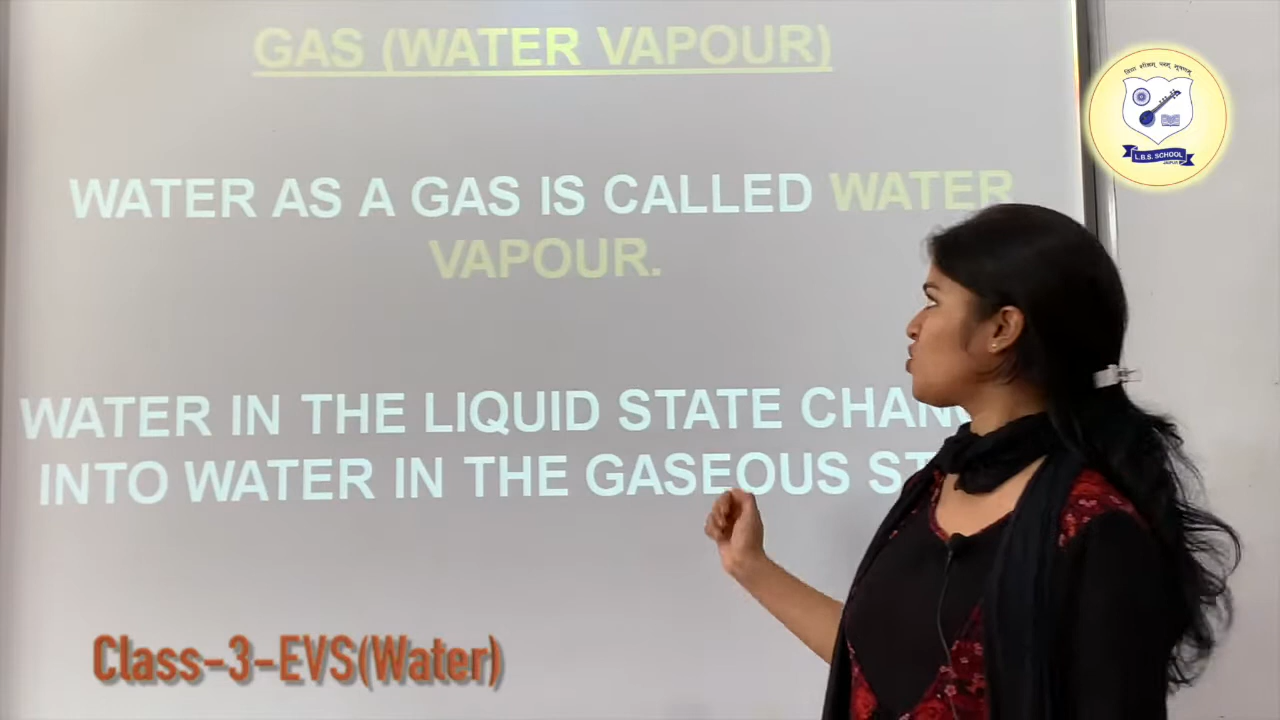 GAS (WATER VAPOUR)
WATER AS A GAS IS CALLED WATER
VAPOUR.
WATER IN THE LIQUID STATE
INTO WATER IN THE GASEOUS
Class-3-EVS(Water)
L.B.S. SCHOOL
JAIPUR